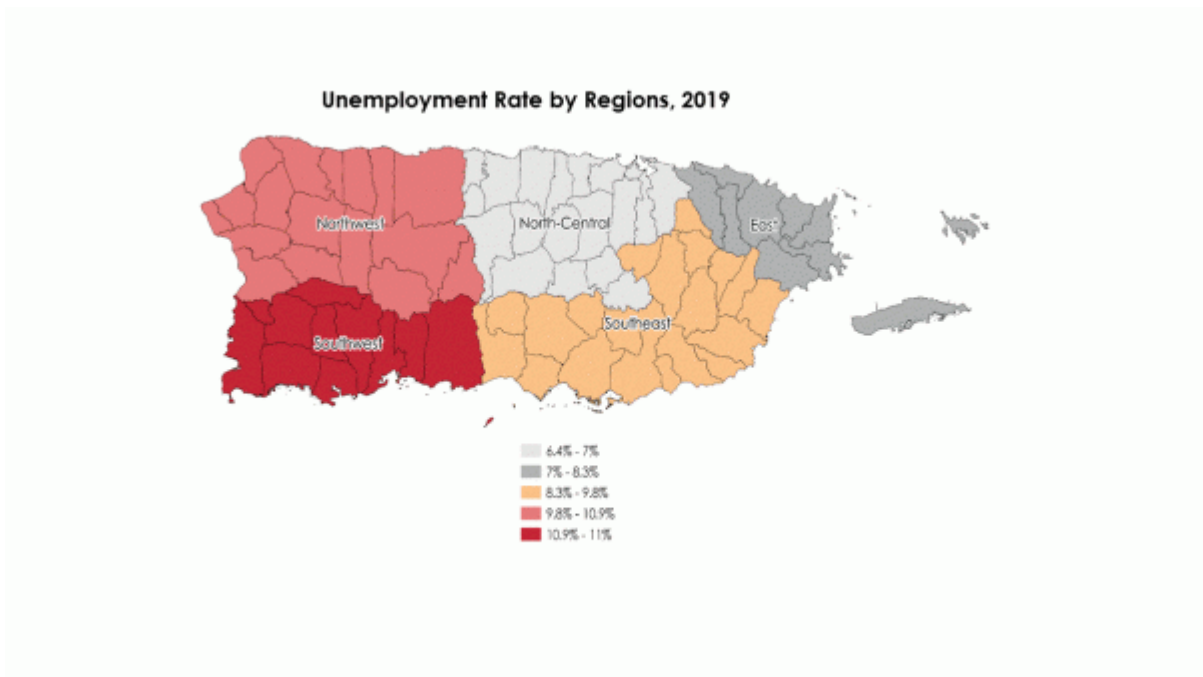 Unemployment Rate by Regions, 2019
Northwest
North-Central
East
Southeast
Southwest
6.4% - 7%
7% - 8.3%
8.3% - 9.8%
9.8% - 10.9%
10.9% - 11%